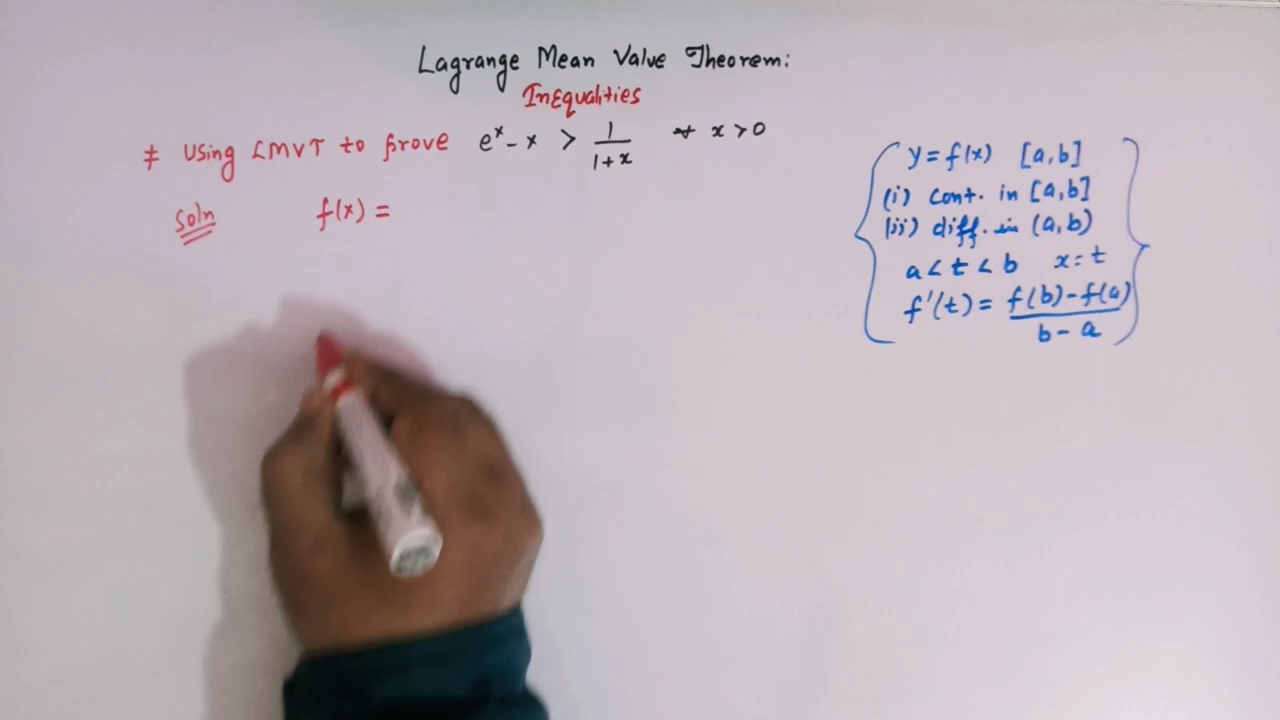 Lagrange Mean Value Theorem:
Inequalities
# Using LMVT to prove e^x - x > 1/(1+x) ∀ x > 0
Soln f(x) =
y = f(x) [a,b]
(i) cont. in [a,b]
(ii) diff. in (a,b)
a < t < b x = t
f'(t) = (f(b) - f(a))/(b - a)